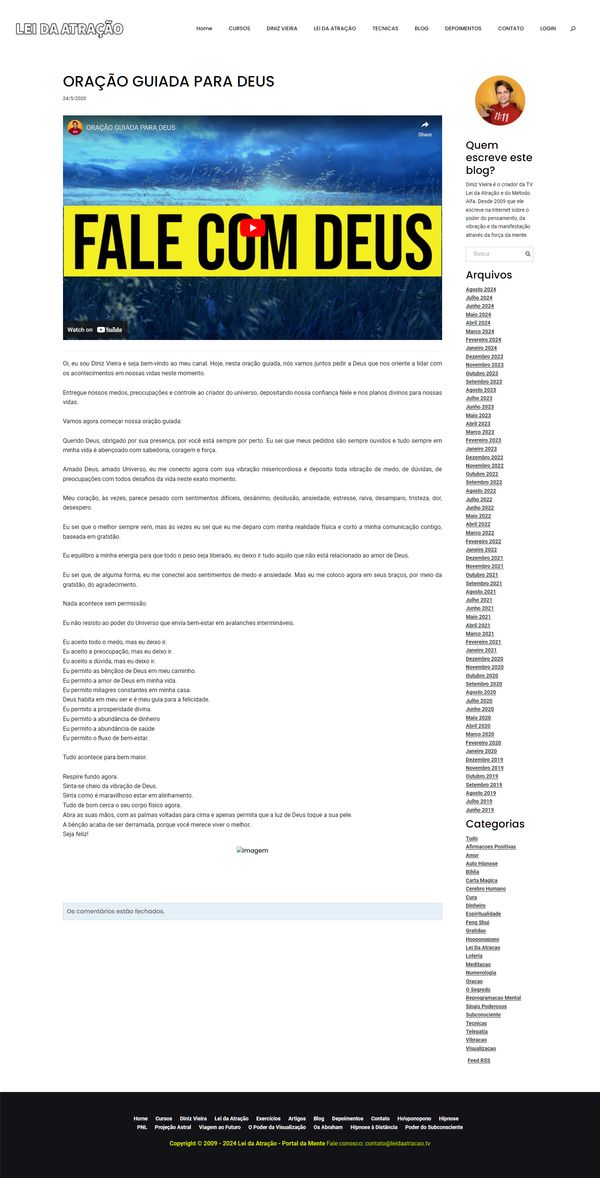 LEI DA ATRAÇÃO
Home CURSOS DINIZ VIEIRA LEI DA ATRAÇÃO TECNICAS BLOG DEPOIMENTOS CONTATO LOGIN
ORAÇÃO GUIADA PARA DEUS
24/5/2020
ORAÇÃO GUIADA PARA DEUS
Share
FALE COM DEUS
Watch on YouTube
Oi, eu sou Diniz Vieira e seja bem-vindo ao meu canal. Hoje, nesta oração guiada, nós vamos juntos pedir a Deus que nos oriente a lidar com
os acontecimentos em nossas vidas neste momento.
Entregue nossos medos, preocupações e controle ao criador do universo, depositando nossa confiança Nele e nos planos divinos para nossas
vidas.
Vamos agora começar nossa oração guiada:
Querido Deus, obrigado por sua presença, por você está sempre por perto. Eu sei que meus pedidos são sempre ouvidos e tudo sempre em
minha vida é abençoado com sabedoria, coragem e força.
Amado Deus, amado Universo, eu me conecto agora com sua vibração misericordiosa e deposito toda vibração de medo, de dúvidas, de
preocupações com todos desafios da vida neste exato momento.
Meu coração, às vezes, parece pesado com sentimentos difíceis, desânimo, desilusão, ansiedade, estresse, raiva, desamparo, tristeza, dor,
desespero.
Eu sei que o melhor sempre vem, mas às vezes eu sei que eu me deparo com minha realidade física e corto a minha comunicação contigo,
baseada em gratidão.
Eu equilibro a minha energia para que todo o peso seja liberado, eu deixo ir tudo aquilo que não está relacionado ao amor de Deus.
Eu sei que, de alguma forma, eu me conectei aos sentimentos de medo e ansiedade. Mas eu me coloco agora em seus braços, por meio da
gratidão, do agradecimento.
Nada acontece sem permissão.
Eu não resisto ao poder do Universo que envia bem-estar em avalanches intermináveis.
Eu aceito todo o medo, mas eu deixo ir.
Eu aceito a preocupação, mas eu deixo ir.
Eu aceito a dúvida, mas eu deixo ir.
Eu permito as bênçãos de Deus em meu caminho.
Eu permito a amor de Deus em minha vida.
Eu permito milagres constantes em minha casa.
Deus habita em meu ser e é meu guia para a felicidade.
Eu permito a prosperidade divina.
Eu permito a abundância de dinheiro
Eu permito a abundância de saúde
Eu permito o fluxo de bem-estar.
Tudo acontece para bem maior.
Respire fundo agora.
Sinta-se cheio da vibração de Deus.
Sinta como é maravilhoso estar em alinhamento.
Tudo de bom cerca o seu corpo físico agora.
Abra as suas mãos, com as palmas voltadas para cima e apenas permita que a luz de Deus toque a sua pele.
A bênção acaba de ser derramada, porque você merece viver o melhor.
Seja feliz!
Imagem
Os comentários estão fechados.
11:11
Quem
escreve este
blog?
Diniz Vieira é o criador da TV
Lei da Atração e do Método
Alfa. Desde 2009 que ele
escreve na Internet sobre o
poder do pensamento, da
vibração e da manifestação
através da força da mente.
Busca
Arquivos
Agosto 2024
Julho 2024
Junho 2024
Maio 2024
Abril 2024
Março 2024
Fevereiro 2024
Janeiro 2024
Dezembro 2023
Novembro 2023
Outubro 2023
Setembro 2023
Agosto 2023
Julho 2023
Junho 2023
Maio 2023
Abril 2023
Março 2023
Fevereiro 2023
Janeiro 2023
Dezembro 2022
Novembro 2022
Outubro 2022
Setembro 2022
Agosto 2022
Julho 2022
Junho 2022
Maio 2022
Abril 2022
Março 2022
Fevereiro 2022
Janeiro 2022
Dezembro 2021
Novembro 2021
Outubro 2021
Setembro 2021
Agosto 2021
Julho 2021
Junho 2021
Maio 2021
Abril 2021
Março 2021
Fevereiro 2021
Janeiro 2021
Dezembro 2020
Novembro 2020
Outubro 2020
Setembro 2020
Agosto 2020
Julho 2020
Junho 2020
Maio 2020
Abril 2020
Março 2020
Fevereiro 2020
Janeiro 2020
Dezembro 2019
Novembro 2019
Outubro 2019
Setembro 2019
Agosto 2019
Julho 2019
Junho 2019
Categorias
Tudo
Afirmacoes Positivas
Amor
Auto Hipnose
Biblia
Carta Magica
Cerebro Humano
Cura
Dinheiro
Espiritualidade
Feng Shui
Gratidao
Hooponopono
Lei Da Atracao
Loteria
Meditacao
Numerologia
Oracao
O Segredo
Reprogramacao Mental
Sinais Poderosos
Subconsciente
Tecnicas
Telepatia
Vibracao
Visualizacao
Feed RSS
Home Cursos Diniz Vieira Lei da Atração Exercícios Artigos Blog Depoimentos Contato Ho'oponopono Hipnose
PNL Projeção Astral Viagem ao Futuro O Poder da Visualização Os Abraham Hipnose à Distância Poder do Subconsciente
Copyright © 2009 - 2024 Lei da Atração - Portal da Mente Fale conosco: contato@leidaatracao.tv